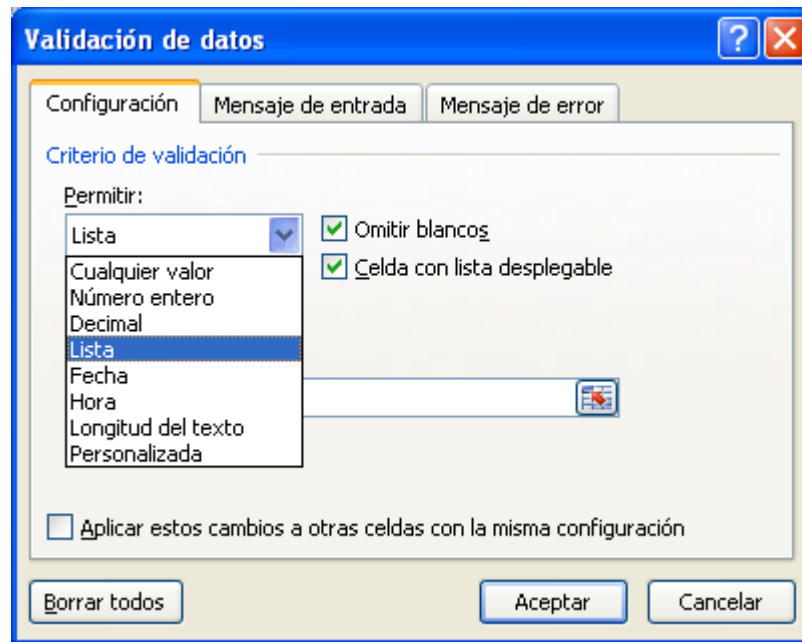 Validación de datos
Configuración
Mensaje de entrada
Mensaje de error
Criterio de validación
Permitir:
Lista
Omitir blancos
Celda con lista desplegable
Cualquier valor
Número entero
Decimal
Lista
Fecha
Hora
Longitud del texto
Personalizada
Aplicar estos cambios a otras celdas con la misma configuración
Borrar todos
Aceptar
Cancelar